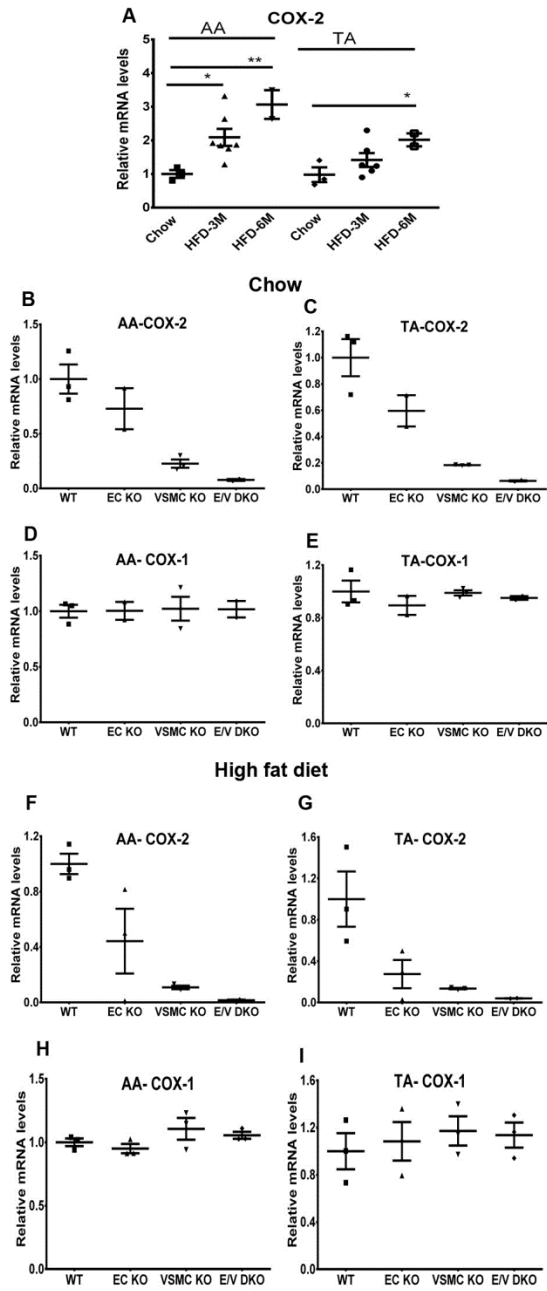 A
COX-2
AA
TA
**
*
*
Relative mRNA levels
5
4
3
2
1
0
Chow
HFD-3M
HFD-6M
Chow
HFD-3M
HFD-6M
Chow
B
AA-COX-2
Relative mRNA levels
1.5
1.0
0.5
0.0
WT
EC KO
VSMC KO
E/V DKO
C
TA-COX-2
Relative mRNA levels
1.2
1.0
0.8
0.6
0.4
0.2
0.0
WT
EC KO
VSMC KO
E/V DKO
D
AA- COX-1
Relative mRNA levels
1.5
1.0
0.5
0.0
WT
EC KO
VSMC KO
E/V DKO
E
TA-COX-1
Relative mRNA levels
1.2
0.8
0.4
0.0
WT
EC KO
VSMC KO
E/V DKO
High fat diet
F
AA- COX-2
Relative mRNA levels
1.2
0.8
0.4
0.0
WT
EC KO
VSMC KO
E/V DKO
G
TA- COX-2
Relative mRNA levels
1.6
1.2
0.8
0.4
0.0
WT
EC KO
VSMC KO
E/V DKO
H
AA- COX-1
Relative mRNA levels
1.5
1.0
0.5
0.0
WT
EC KO
VSMC KO
E/V DKO
I
TA- COX-1
Relative mRNA levels
1.6
1.2
0.8
0.4
0.0
WT
EC KO
VSMC KO
E/V DKO